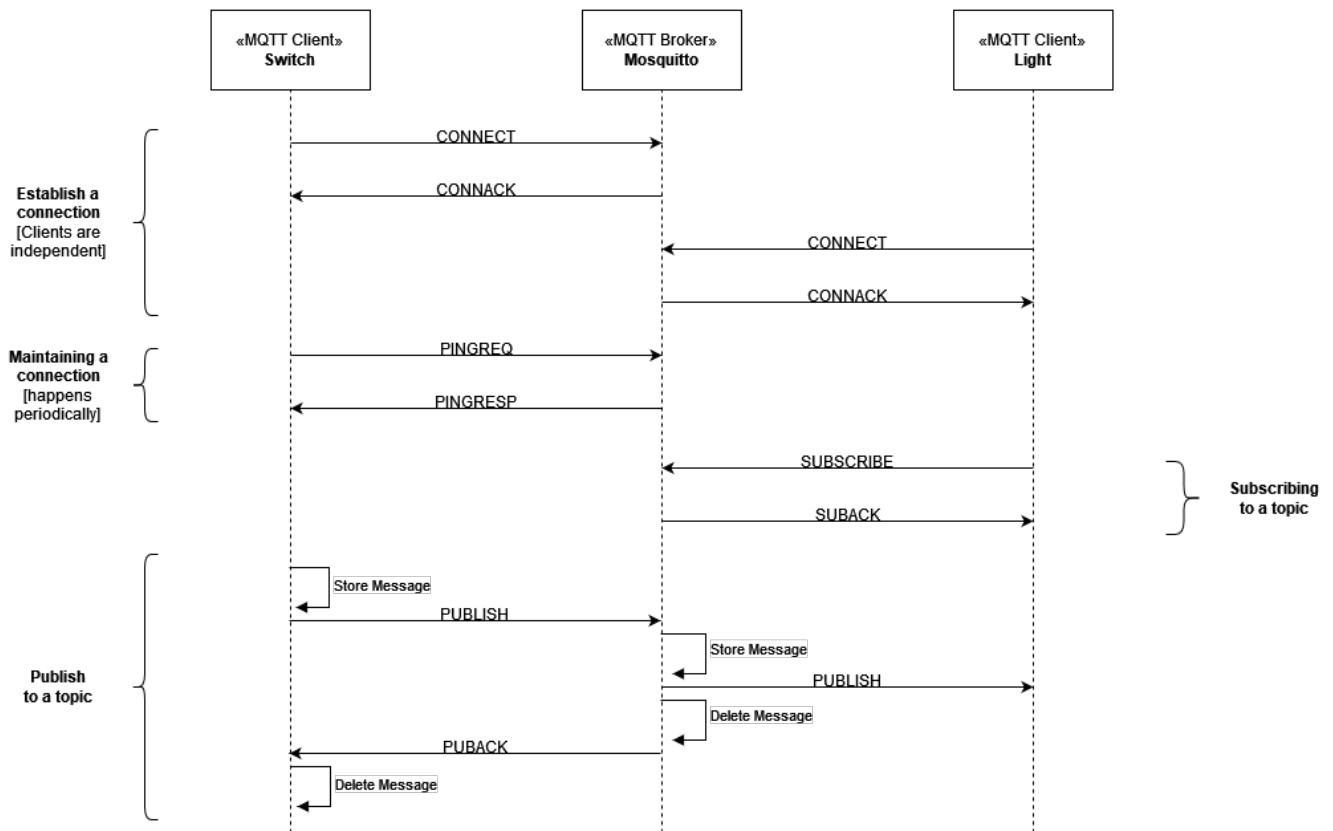 «MQTT Client»
Switch
«MQTT Broker»
Mosquitto
«MQTT Client»
Light
CONNECT
Establish a
connection
[Clients are
independent]
CONNACK
CONNECT
CONNACK
Maintaining a
connection
[happens
periodically]
PINGREQ
PINGRESP
SUBSCRIBE
SUBACK
Subscribing
to a topic
Publish
to a topic
Store Message
PUBLISH
Store Message
PUBLISH
Delete Message
PUBACK
Delete Message